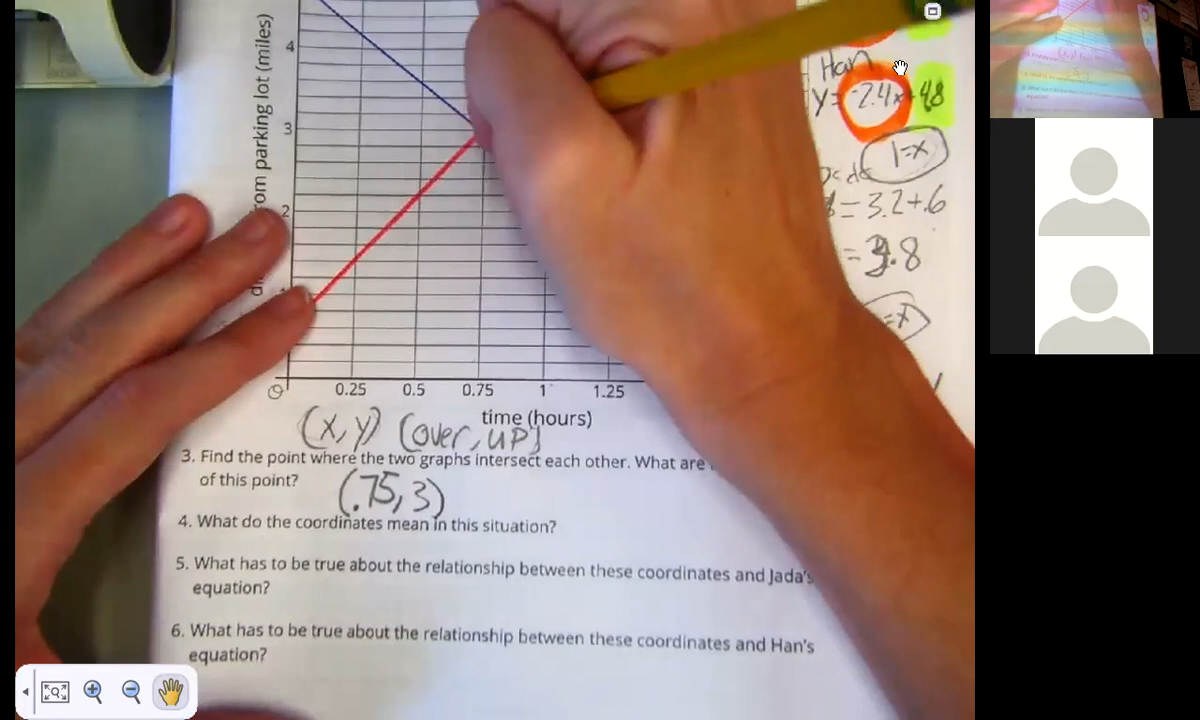 4
3
2
rom parking lot (miles)
0.25 0.5 0.75 1 1.25
time (hours)
(x, y) (over, up)
3. Find the point where the two graphs intersect each other. What are
of this point?
(.75, 3)
4. What do the coordinates mean in this situation?
5. What has to be true about the relationship between these coordinates and Jada's
equation?
6. What has to be true about the relationship between these coordinates and Han's
equation?
Han
y= -2.4x+48
1=x
= 3.2+.6
= 3.8